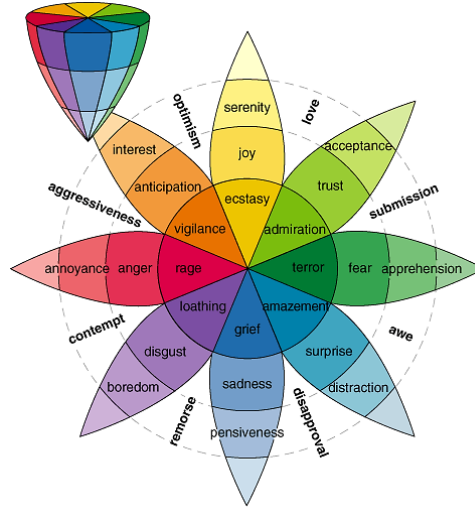 serenity
joy
ecstasy
optimism
love
interest
anticipation
vigilance
acceptance
trust
admiration
aggressiveness
submission
annoyance
anger
rage
terror
fear
apprehension
contempt
awe
loathing
disgust
boredom
grief
sadness
pensiveness
amazement
surprise
distraction
remorse
disapproval